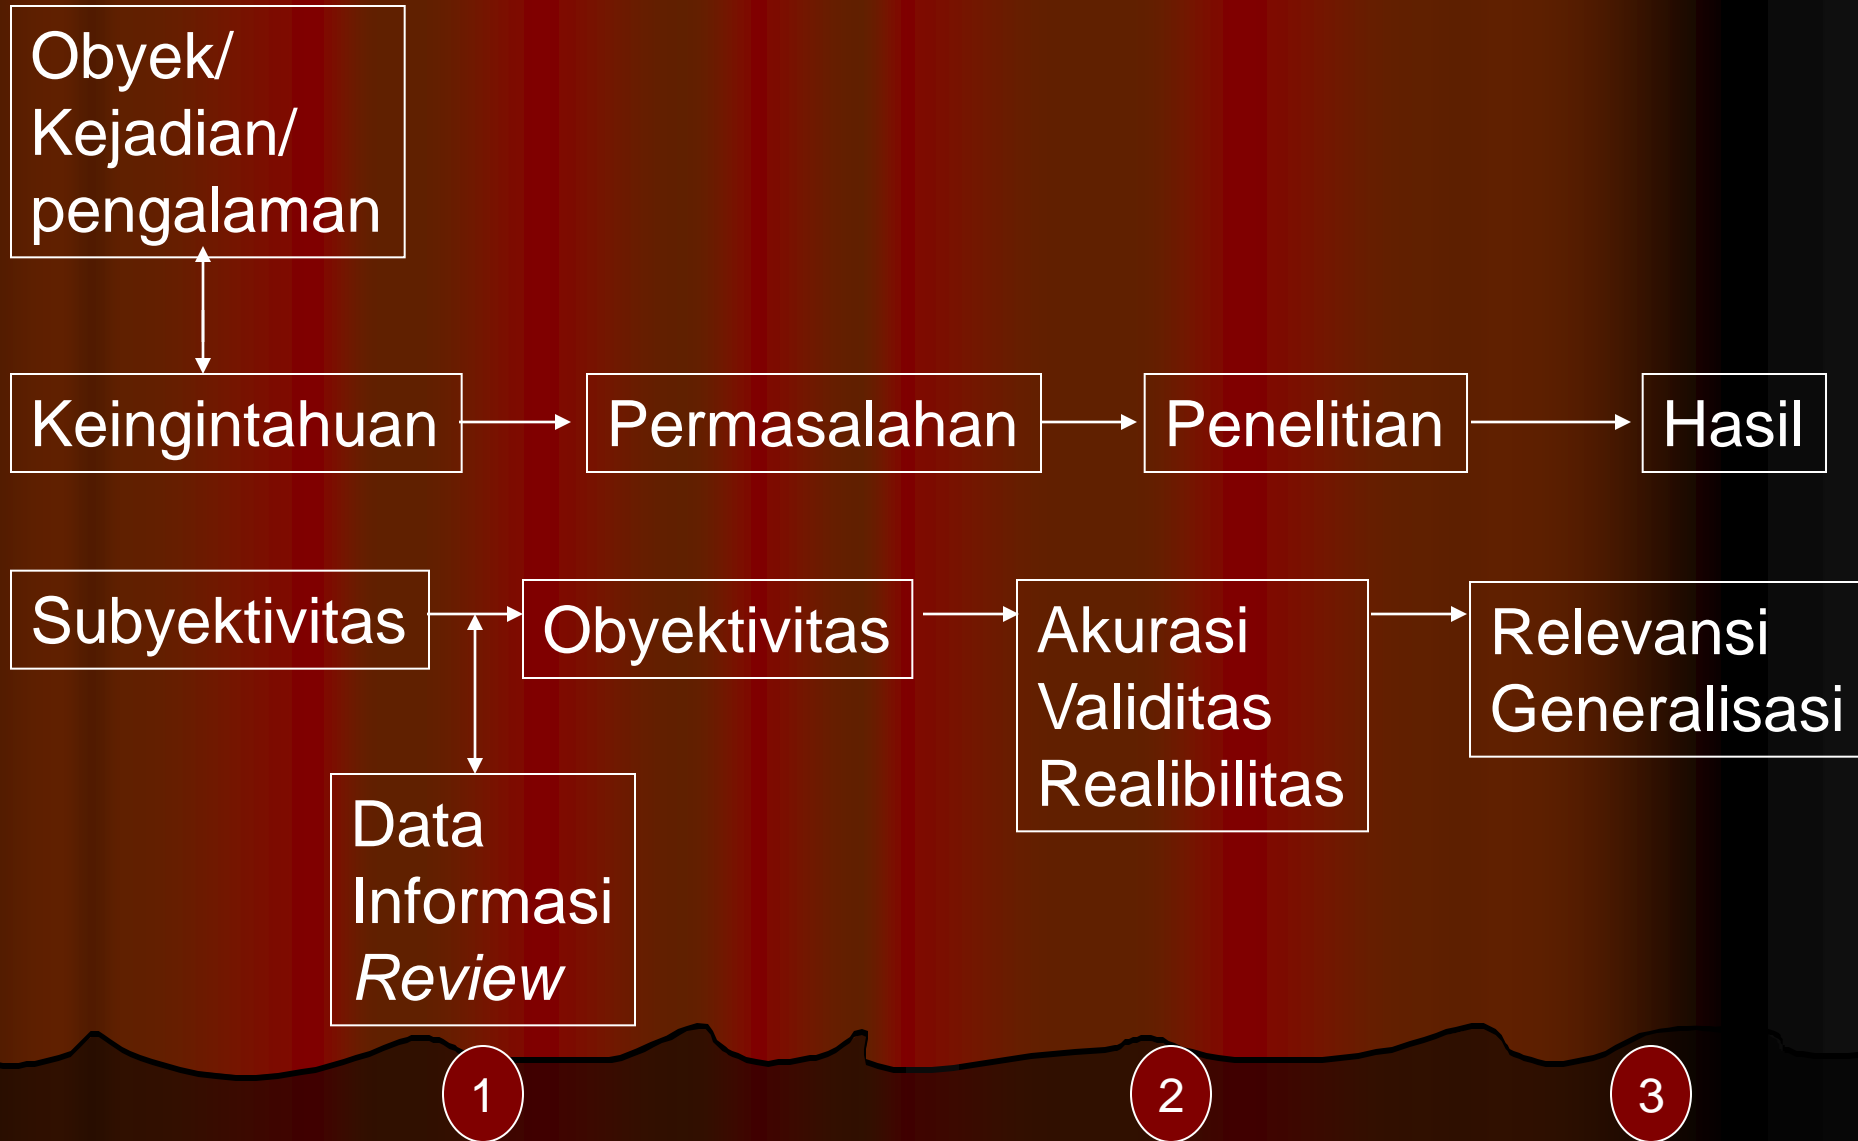 Obyek/
Kejadian/
pengalaman
Keingintahuan
Permasalahan
Penelitian
Hasil
Subyektivitas
Obyektivitas
Akurasi
Validitas
Realibilitas
Relevansi
Generalisasi
Data
Informasi
Review
1
2
3